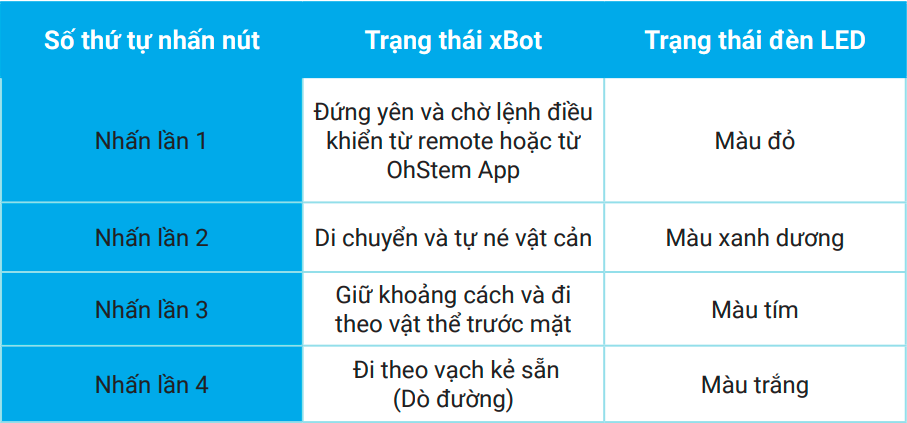 Số thứ tự nhấn nút
Trạng thái xBot
Trạng thái đèn LED
Nhấn lần 1
Đứng yên và chờ lệnh điều
khiển từ remote hoặc từ
OhStem App
Màu đỏ
Nhấn lần 2
Di chuyển và tự né vật cản
Màu xanh dương
Nhấn lần 3
Giữ khoảng cách và đi
theo vật thể trước mặt
Màu tím
Nhấn lần 4
Đi theo vạch kẻ sẵn
(Dò đường)
Màu trắng